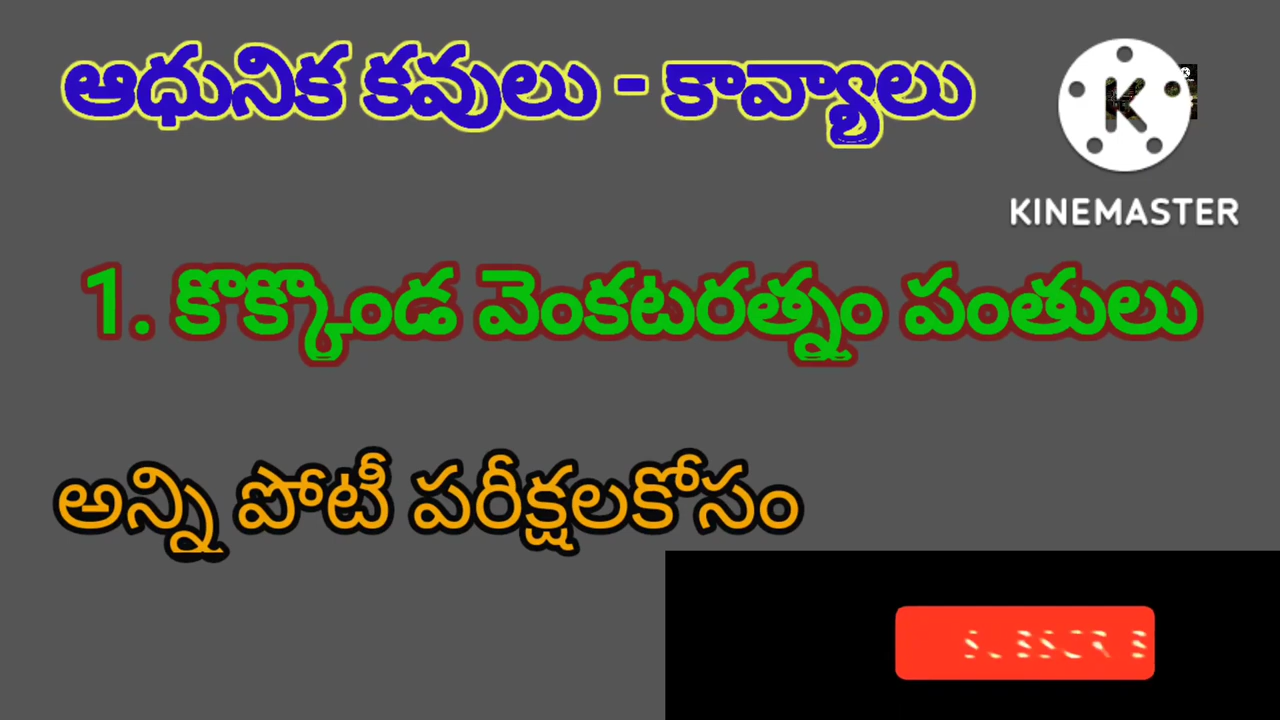 ఆధునిక కవులు - కావ్యాలు
KINEMASTER
1. కొక్కొండ వెంకటరత్నం పంతులు
అన్ని పోటీ పరీక్షలకోసం